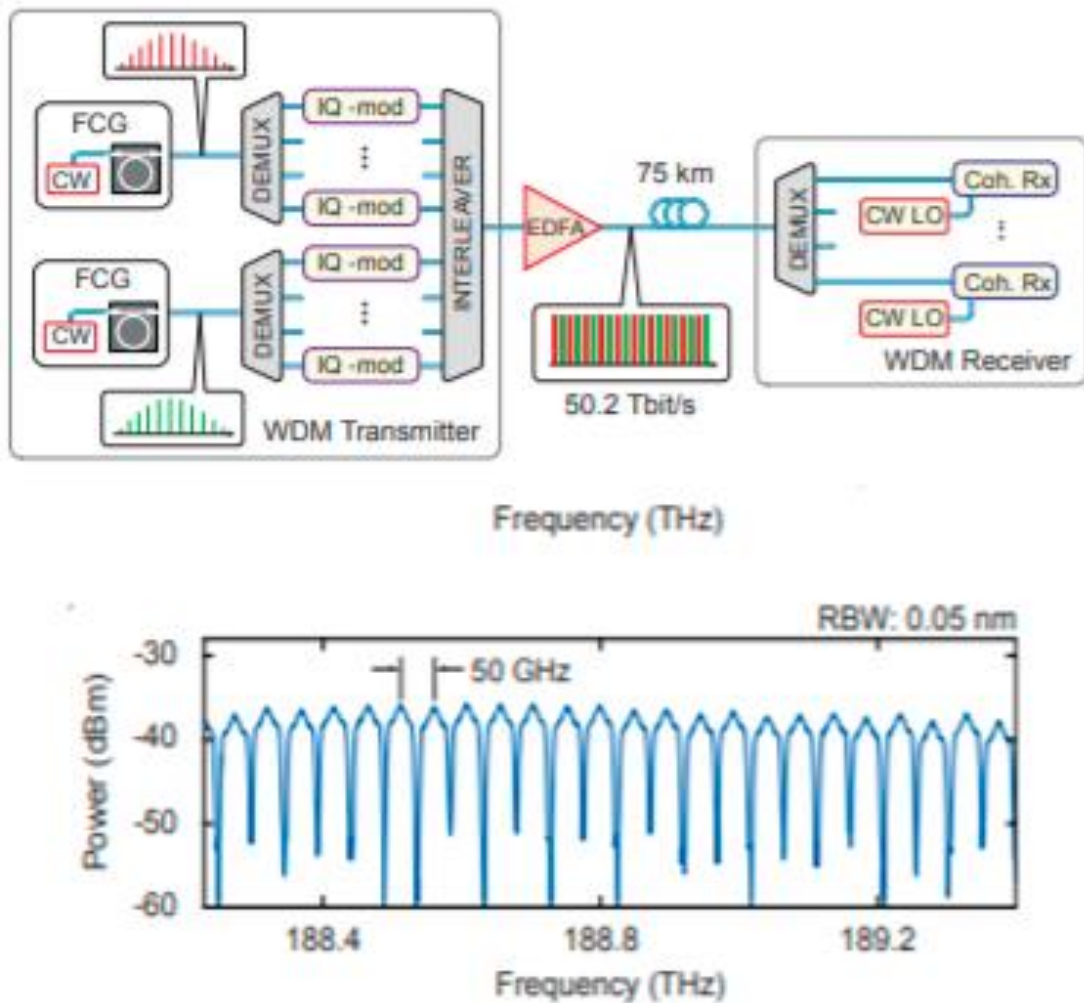 FCG
CW
DEMUX
IQ -mod
IQ -mod
FCG
CW
DEMUX
IQ -mod
IQ -mod
INTERLEAVER
WDM Transmitter
EDFA
75 km
50.2 Tbit/s
DEMUX
Coh. Rx
CW LO
Coh. Rx
CW LO
WDM Receiver
Frequency (THz)
RBW: 0.05 nm
50 GHz
Power (dBm)
-30
-40
-50
-60
188.4 188.8 189.2
Frequency (THz)